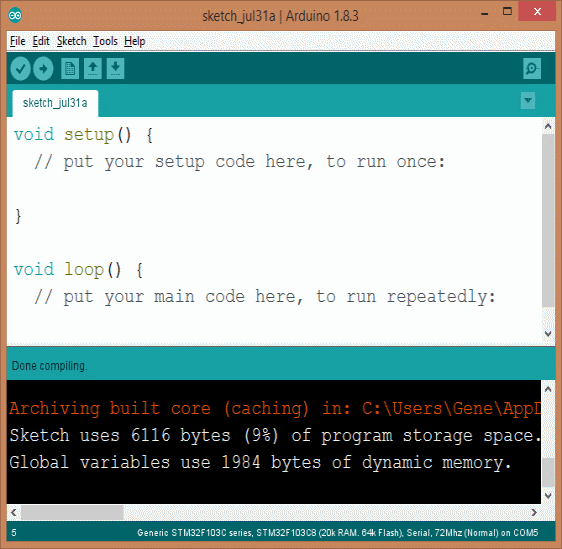 sketch_jul31a | Arduino 1.8.3
File Edit Sketch Tools Help
sketch_jul31a
void setup() {
  // put your setup code here, to run once:
}
void loop() {
  // put your main code here, to run repeatedly:
Done compiling.
Archiving built core (caching) in: C:\Users\Gene\AppD
Sketch uses 6116 bytes (9%) of program storage space.
Global variables use 1984 bytes of dynamic memory.
5 Generic STM32F103C series, STM32F103C8 (20k RAM. 64k Flash), Serial, 72Mhz (Normal) on COM5